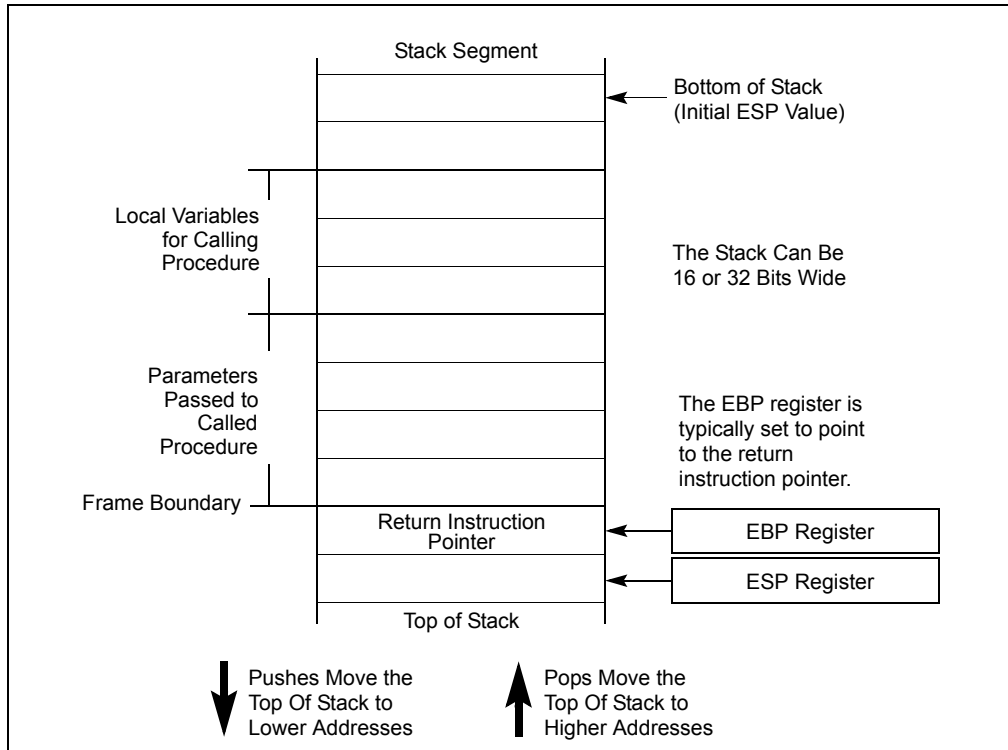 Stack Segment
Bottom of Stack
(Initial ESP Value)
Local Variables
for Calling
Procedure
The Stack Can Be
16 or 32 Bits Wide
Parameters
Passed to
Called
Procedure
The EBP register is
typically set to point
to the return
instruction pointer.
Frame Boundary
Return Instruction
Pointer
EBP Register
ESP Register
Top of Stack
Pushes Move the
Top Of Stack to
Lower Addresses
Pops Move the
Top Of Stack to
Higher Addresses